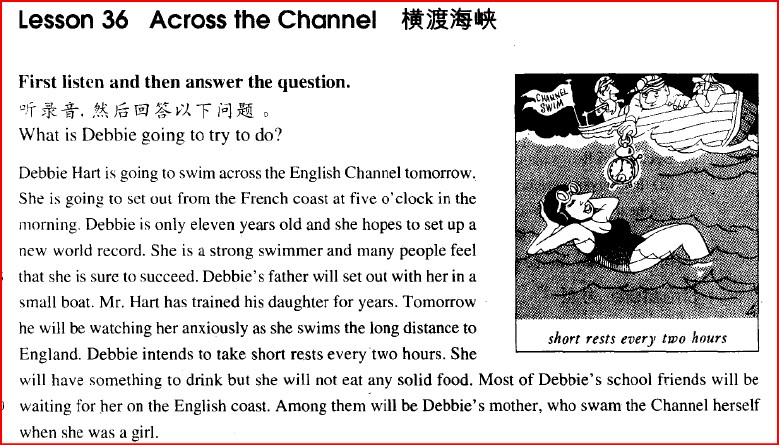 Lesson 36 Across the Channel 横渡海峡
First listen and then answer the question.
听录音，然后回答以下问题。
What is Debbie going to try to do?
Debbie Hart is going to swim across the English Channel tomorrow.
She is going to set out from the French coast at five o'clock in the
morning. Debbie is only eleven years old and she hopes to set up a
new world record. She is a strong swimmer and many people feel
that she is sure to succeed. Debbie's father will set out with her in a
small boat. Mr. Hart has trained his daughter for years. Tomorrow
he will be watching her anxiously as she swims the long distance to
England. Debbie intends to take short rests every two hours. She
will have something to drink but she will not eat any solid food. Most of Debbie's school friends will be
waiting for her on the English coast. Among them will be Debbie's mother, who swam the Channel herself
when she was a girl.
CHANNEL
SWIM
short rests every two hours